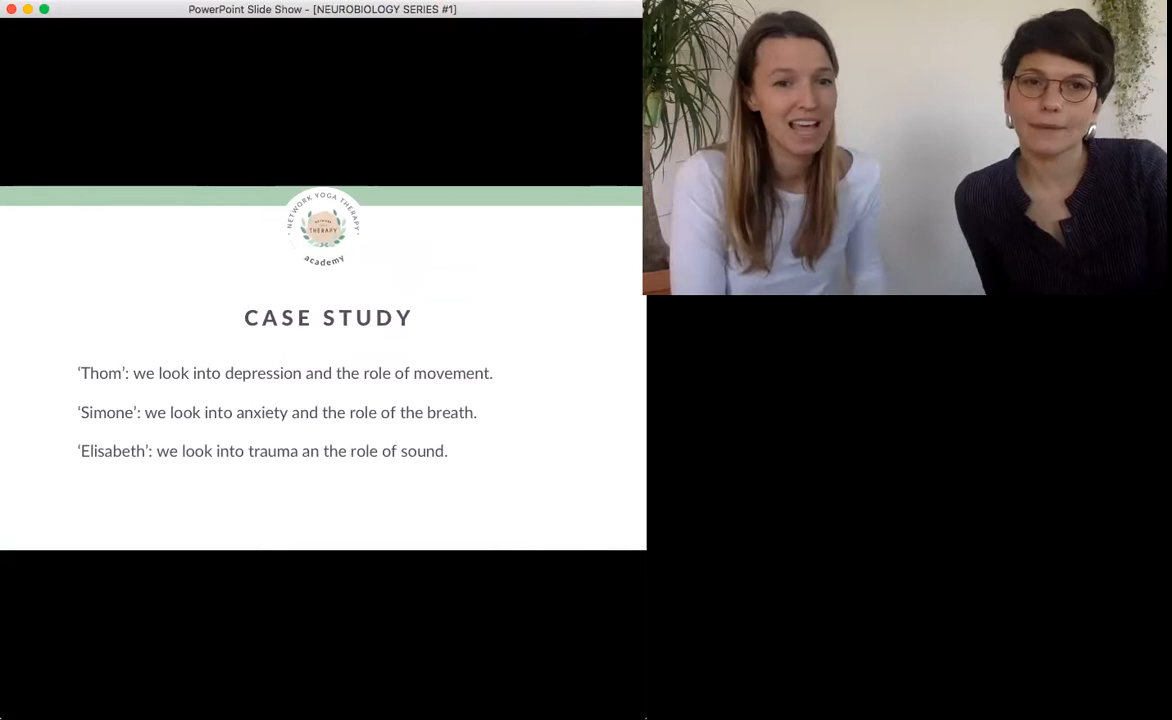 PowerPoint Slide Show - [NEUROBIOLOGY SERIES #1]
• NETWORK YOGA THERAPY •
THERAPY
academy
CASE STUDY
‘Thom’: we look into depression and the role of movement.
‘Simone’: we look into anxiety and the role of the breath.
‘Elisabeth’: we look into trauma an the role of sound.